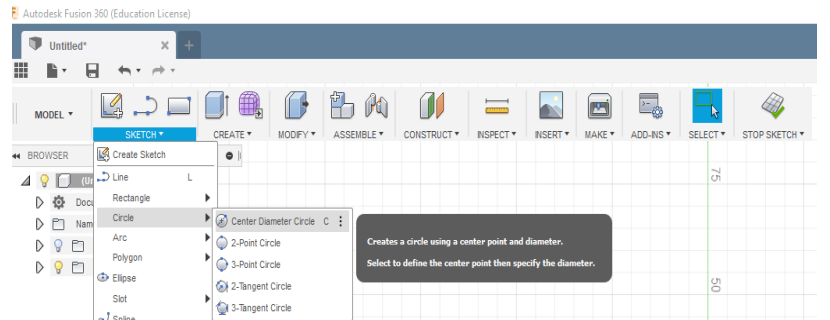 Autodesk Fusion 360 (Education License)
Untitled*
MODEL
SKETCH
CREATE
MODIFY
ASSEMBLE
CONSTRUCT
INSPECT
INSERT
MAKE
ADD-INS
SELECT
STOP SKETCH
BROWSER
Create Sketch
(Un
Line L
75
Docu
Rectangle
Nam
Circle
Center Diameter Circle C
Arc
2-Point Circle
Creates a circle using a center point and diameter.
Polygon
3-Point Circle
Select to define the center point then specify the diameter.
Ellipse
2-Tangent Circle
50
Slot
3-Tangent Circle
Spline